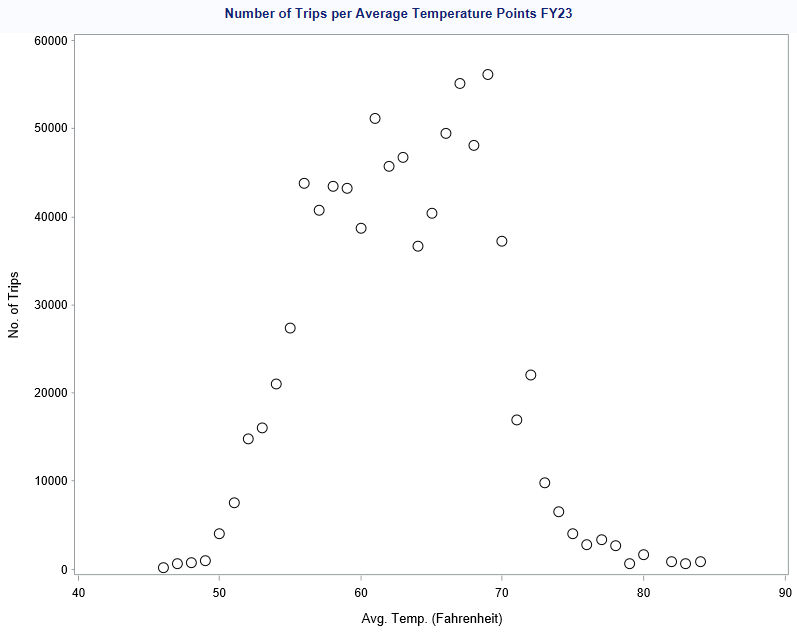 Number of Trips per Average Temperature Points FY23
60000
50000
40000
30000
20000
10000
0
No. of Trips
40 50 60 70 80 90
Avg. Temp. (Fahrenheit)